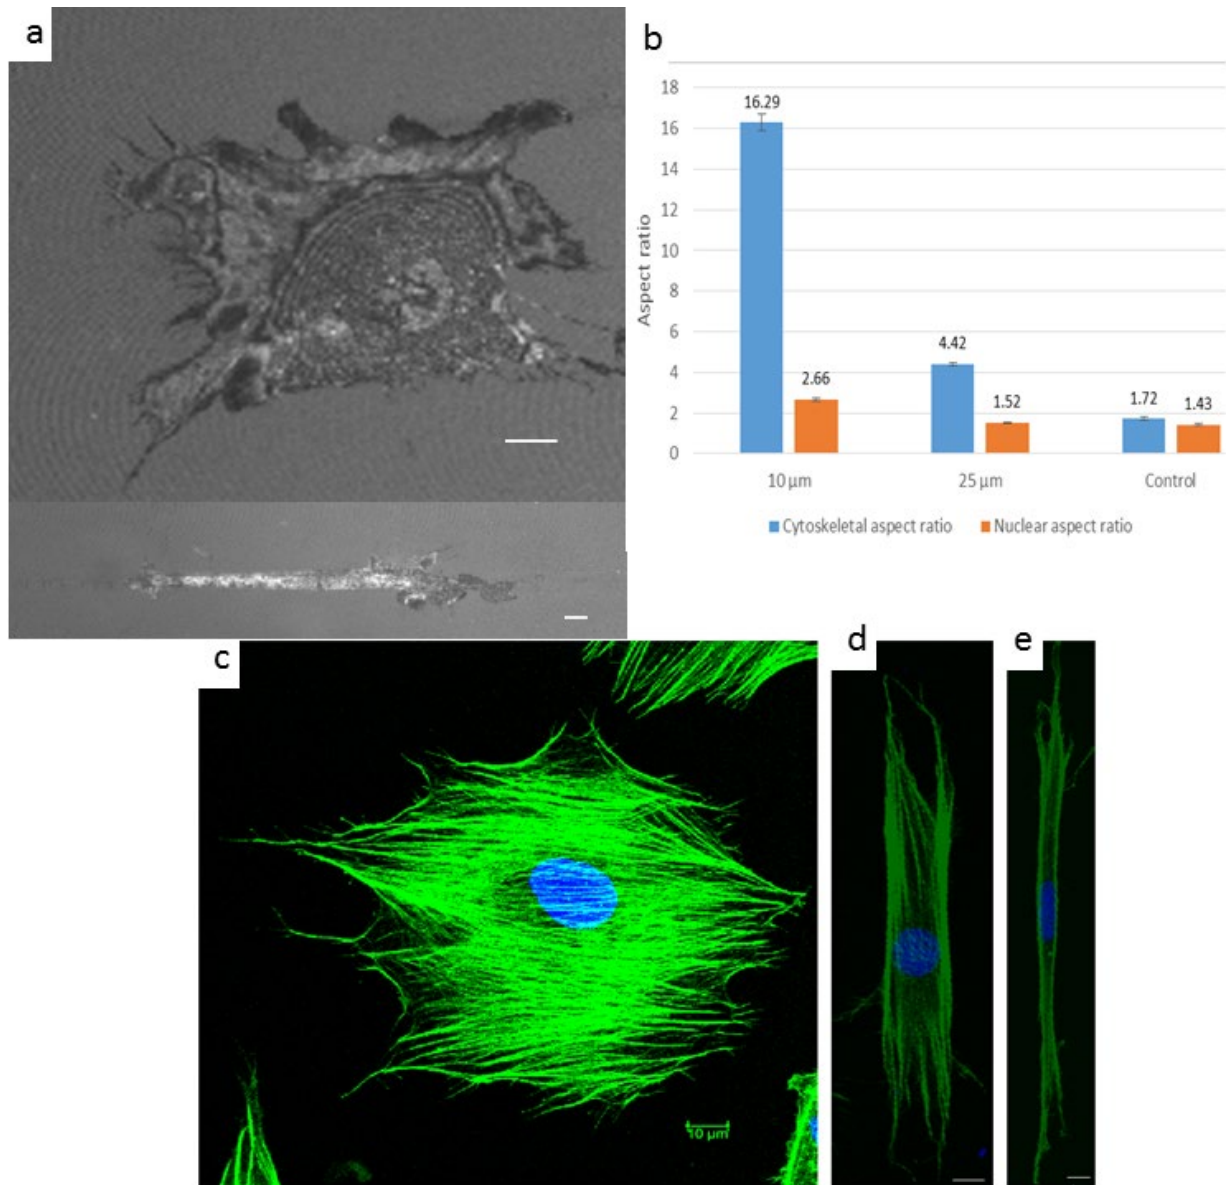 a
b
18
16
14
12
10
8
6
4
2
0
Aspect ratio
16.29
2.66
4.42
1.52
1.72
1.43
10 µm
25 µm
Control
Cytoskeletal aspect ratio
Nuclear aspect ratio
c
d
e
10 µm